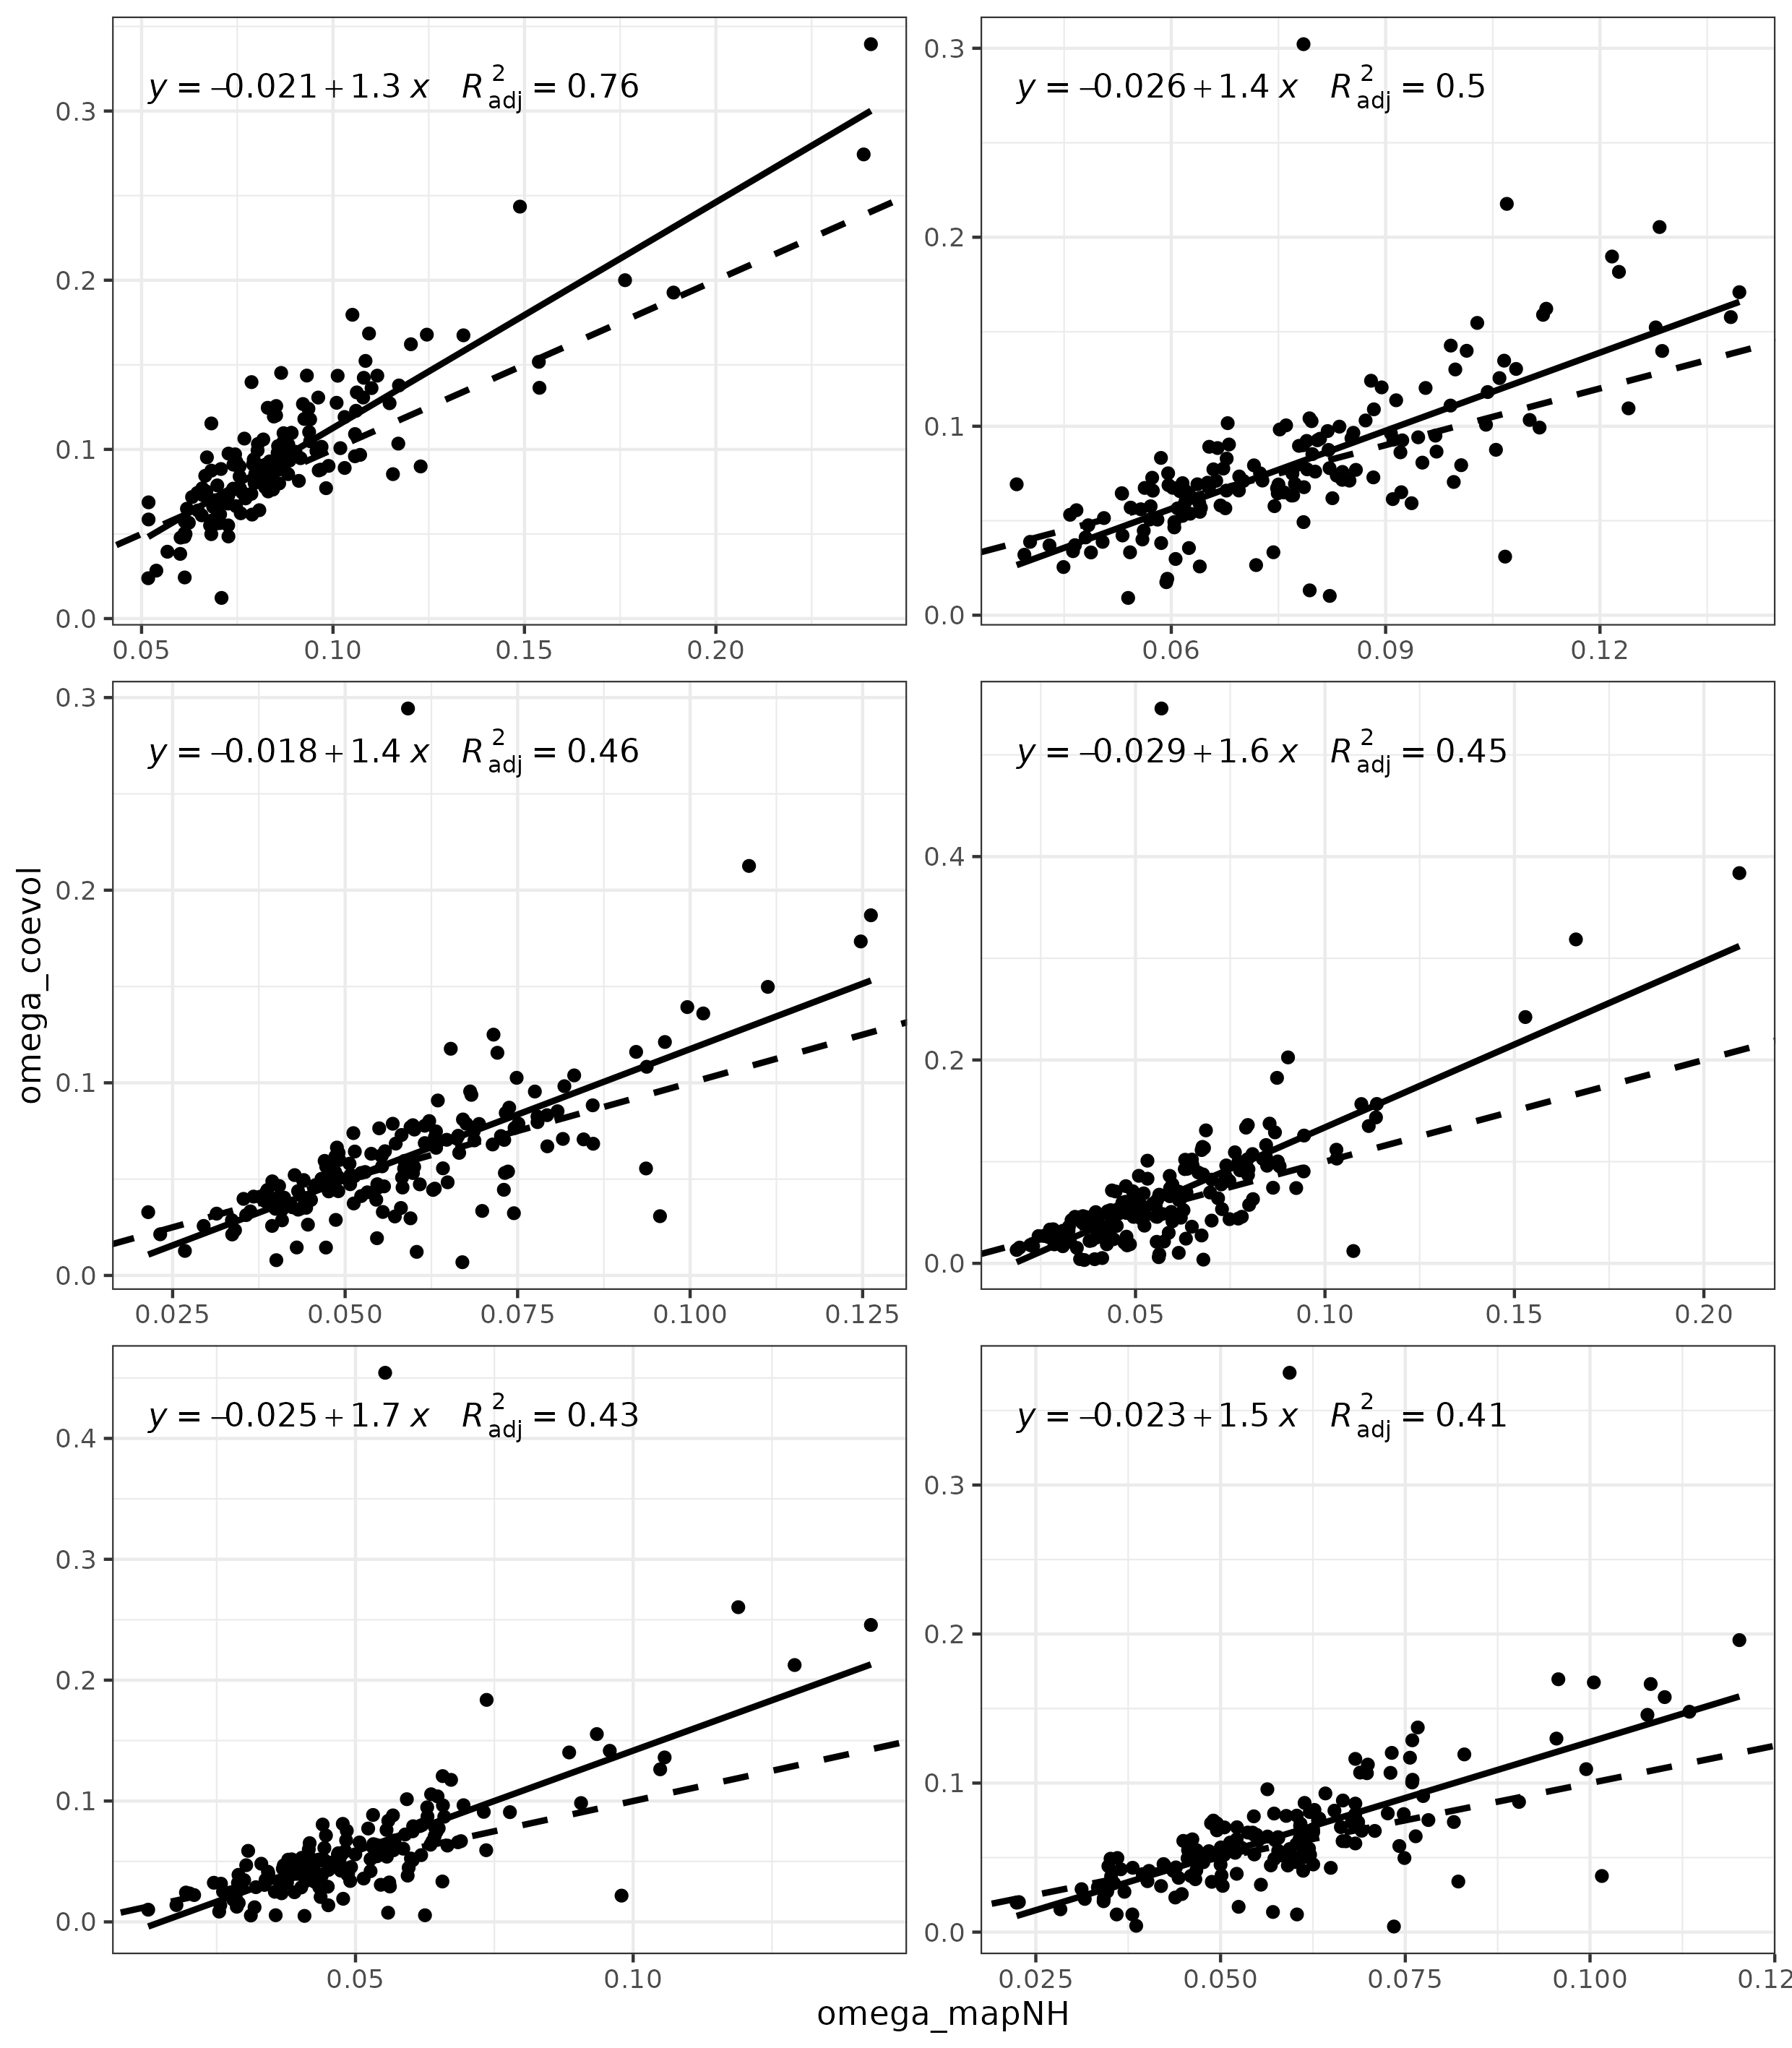 y = −0.021 + 1.3 x R²adj = 0.76
0.3
0.2
0.1
0.0
0.05 0.10 0.15 0.20
y = −0.026 + 1.4 x R²adj = 0.5
0.3
0.2
0.1
0.0
0.06 0.09 0.12
y = −0.018 + 1.4 x R²adj = 0.46
0.3
0.2
0.1
0.0
0.025 0.050 0.075 0.100 0.125
y = −0.029 + 1.6 x R²adj = 0.45
0.4
0.2
0.0
0.05 0.10 0.15 0.20
y = −0.025 + 1.7 x R²adj = 0.43
0.4
0.3
0.2
0.1
0.0
0.05 0.10
y = −0.023 + 1.5 x R²adj = 0.41
0.3
0.2
0.1
0.0
0.025 0.050 0.075 0.100 0.12
omega_coevol
omega_mapNH